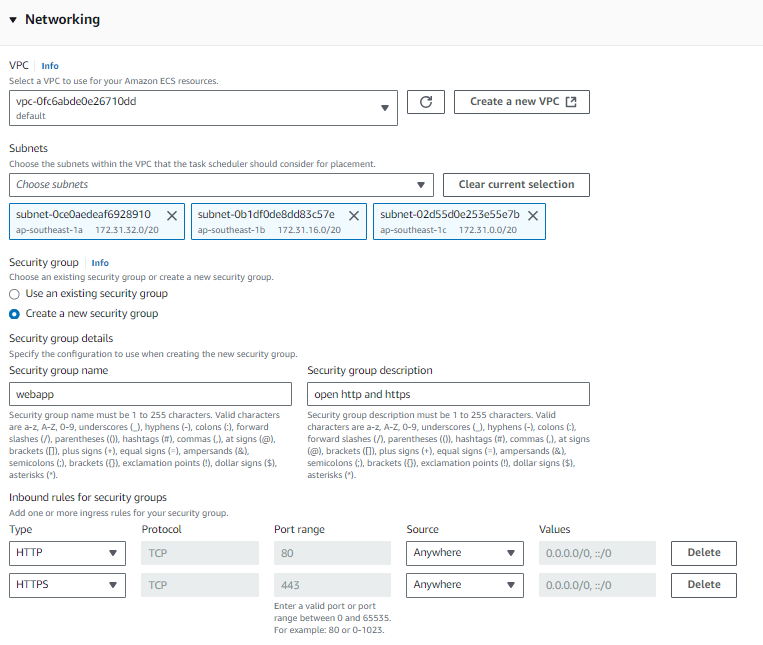 Networking
VPC Info
Select a VPC to use for your Amazon ECS resources.
vpc-0fc6abde0e26710dd
default
Create a new VPC
Subnets
Choose the subnets within the VPC that the task scheduler should consider for placement.
Choose subnets
Clear current selection
subnet-0ce0aedeaf6928910
ap-southeast-1a 172.31.32.0/20
subnet-0b1df0de8dd83c57e
ap-southeast-1b 172.31.16.0/20
subnet-02d55d0e253e55e7b
ap-southeast-1c 172.31.0.0/20
Security group Info
Choose an existing security group or create a new security group.
Use an existing security group
Create a new security group
Security group details
Specify the configuration to use when creating the new security group.
Security group name
webapp
Security group name must be 1 to 255 characters. Valid characters
are a-z, A-Z, 0-9, underscores (_), hyphens (-), colons (:), forward
slashes (/), parentheses (()), hashtags (#), commas (,), at signs (@),
brackets ([]), plus signs (+), equal signs (=), ampersands (&),
semicolons (;), brackets ({}), exclamation points (!), dollar signs ($),
asterisks (*).
Security group description
open http and https
Security group description must be 1 to 255 characters. Valid
characters are a-z, A-Z, 0-9, underscores (_), hyphens (-), colons (:),
forward slashes (/), parentheses (()), hashtags (#), commas (,), at signs
(@), brackets ([]), plus signs (+), equal signs (=), ampersands (&),
semicolons (;), brackets ({}), exclamation points (!), dollar signs ($),
asterisks (*).
Inbound rules for security groups
Add one or more ingress rules for your security group.
Type Protocol Port range Source Values
HTTP TCP 80 Anywhere 0.0.0.0/0, ::/0 Delete
HTTPS TCP 443 Anywhere 0.0.0.0/0, ::/0 Delete
Enter a valid port or port
range between 0 and 65535.
For example: 80 or 0-1023.